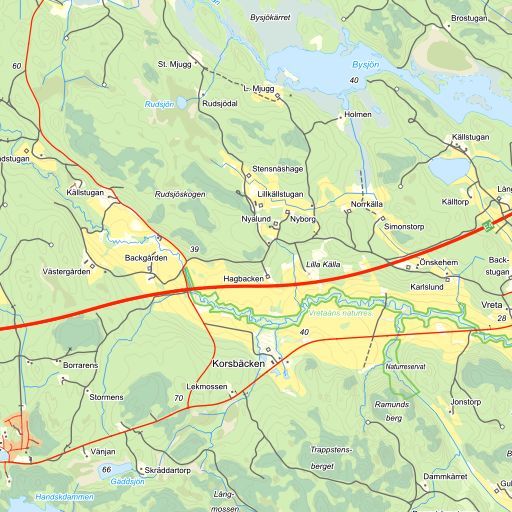 Bysjökärret
Brostugan
60
St. Mjugg
Bysjön
40
L. Mjugg
Rudsjön
Rudsjödal
Holmen
Källstugan
Stensnäshage
Källstugan
Lillkällstugan
Rudsjöskogen
Norrkälla
Källtorp
Nyalund
Nyborg
Simonstorp
39
Backgården
Lilla Källa
Önskehem
Back-
stugan
Västergården
Hagbacken
Karlslund
Vretaåns naturres.
Vreta
28
40
Korsbäcken
Borrarens
Naturreservat
Lekmossen
Stormens
70
Ramunds
berg
Jonstorp
Vänjan
Trappstens-
berget
66
Skräddartorp
Gaddsjön
Dammkärret
Lång-
mossen
Handskdammen